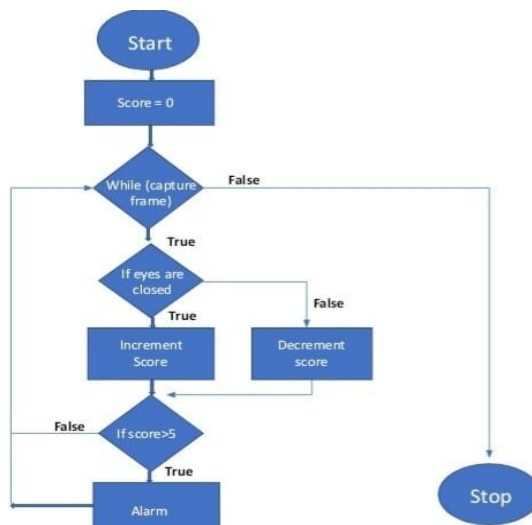 Start
Score = 0
While (capture
frame)
False
True
If eyes are
closed
False
True
Increment
Score
Decrement
score
False
If score>5
True
Alarm
Stop